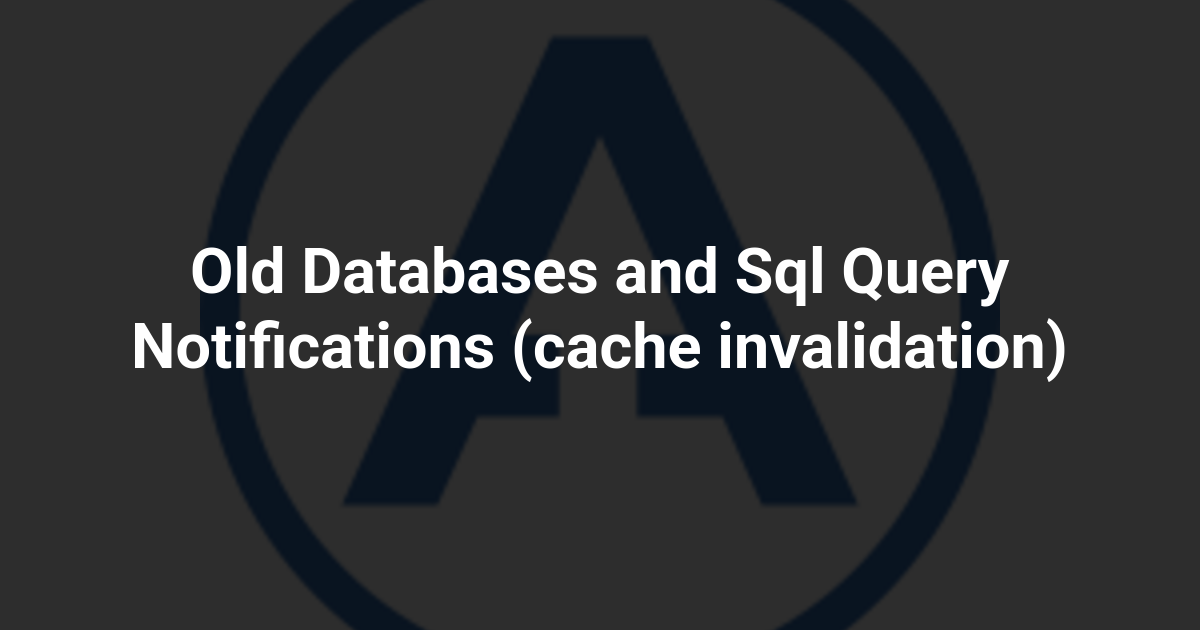 Old Databases and Sql Query
Notifications (cache invalidation)